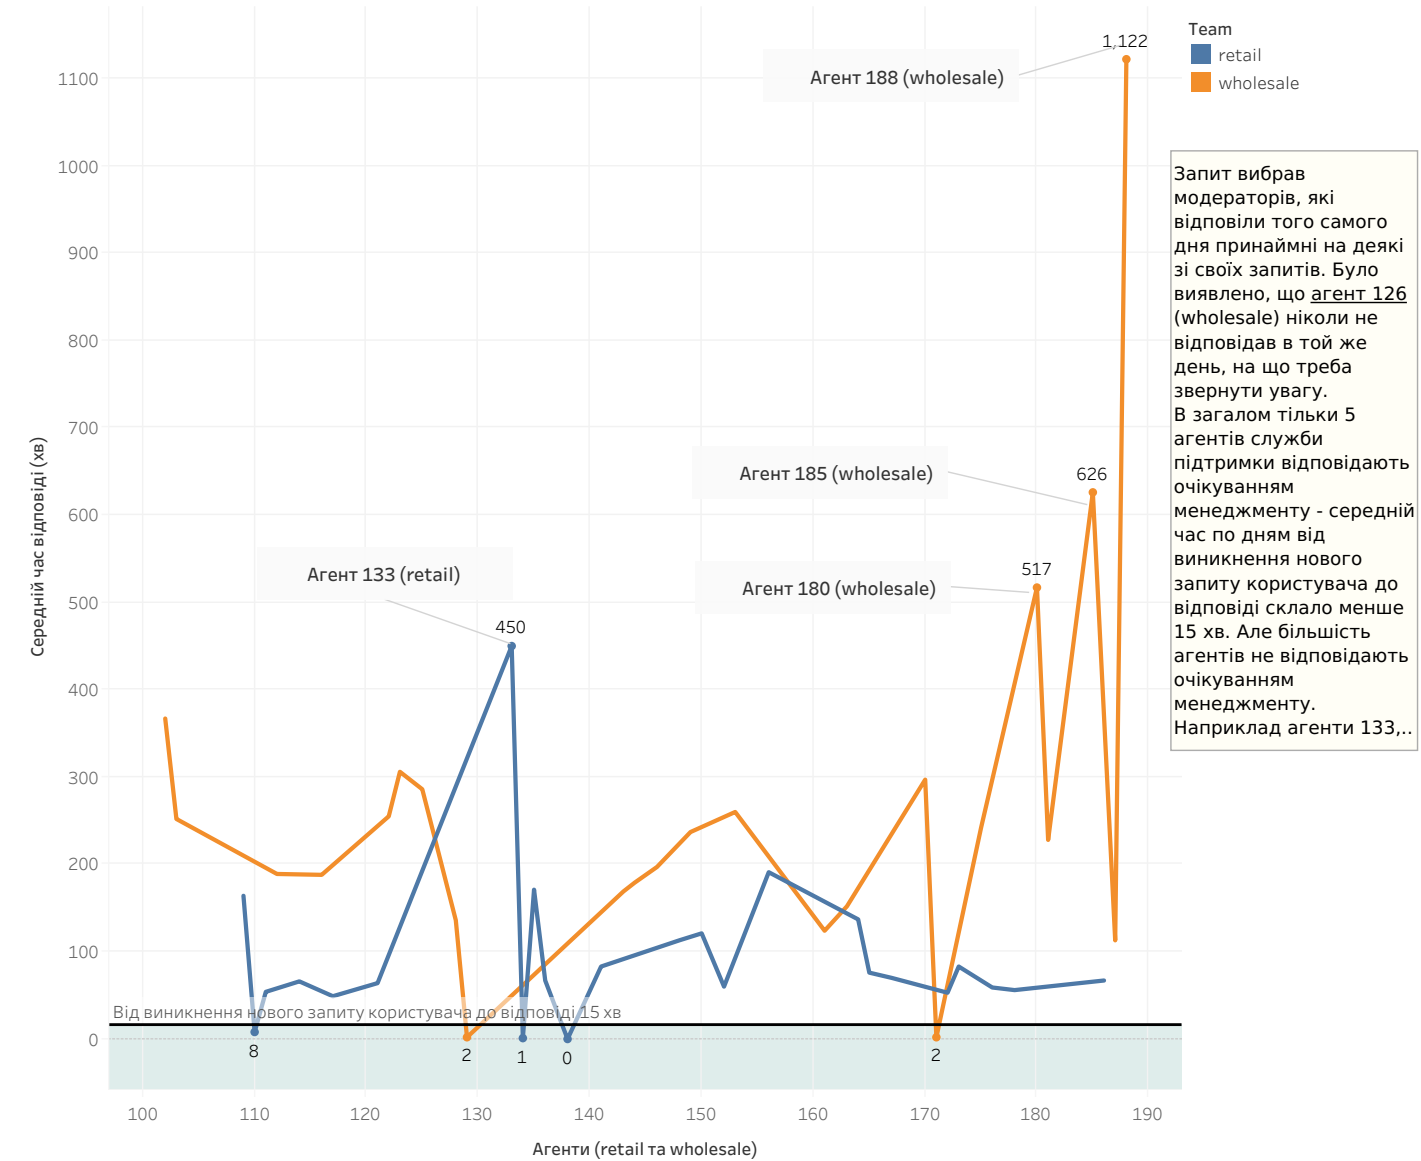 1,122
Team
retail
wholesale
Агент 188 (wholesale)
1100
1000
900
800
700
600
500
400
300
200
100
0
Середній час відповіді (хв)
Запит вибрав
модераторів, які
відповіли того самого
дня принаймні на деякі
зі своїх запитів. Було
виявлено, що агент 126
(wholesale) ніколи не
відповідав в той же
день, на що треба
звернути увагу.
В загалом тільки 5
агентів служби
підтримки відповідають
очікуванням
менеджменту - середній
час по дням від
виникнення нового
запиту користувача до
відповіді склало менше
15 хв. Але більшість
агентів не відповідають
очікуванням
менеджменту.
Наприклад агенти 133,..
Агент 185 (wholesale)
626
Агент 180 (wholesale)
517
Агент 133 (retail)
450
Від виникнення нового запиту користувача до відповіді 15 хв
8
2
1
0
2
100
110
120
130
140
150
160
170
180
190
Агенти (retail та wholesale)